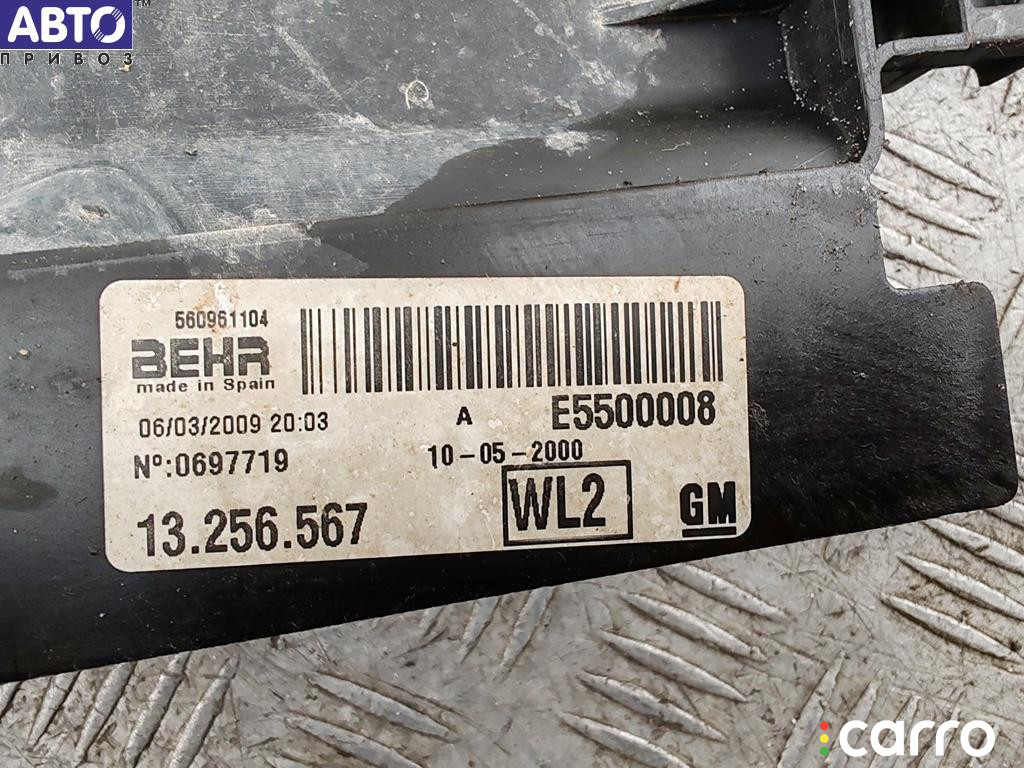 АВТО™
ПРИВОЗ
560961104
BEHR
made in Spain
06/03/2009 20:03
A
E5500008
Nº:0697719
10-05-2000
13.256.567
WL2
GM
carro